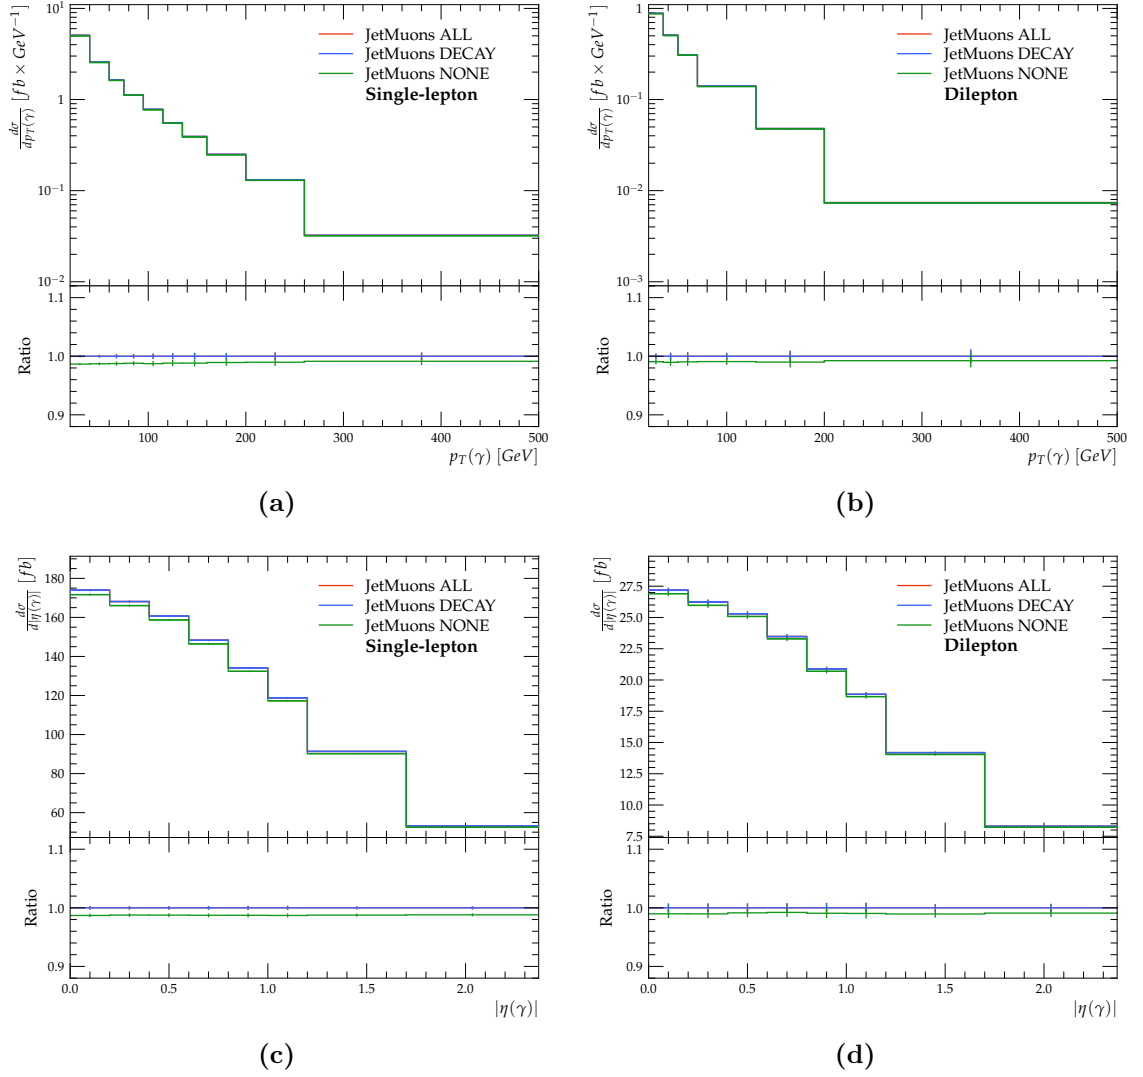 dσ/dp_T(γ) [fb × GeV⁻¹]
10¹
1
10⁻¹
10⁻²
JetMuons ALL
JetMuons DECAY
JetMuons NONE
Single-lepton
Ratio
1.1
1.0
0.9
100 200 300 400 500
p_T(γ) [GeV]
(a)
dσ/dp_T(γ) [fb × GeV⁻¹]
1
10⁻¹
10⁻²
10⁻³
JetMuons ALL
JetMuons DECAY
JetMuons NONE
Dilepton
Ratio
1.1
1.0
0.9
100 200 300 400 500
p_T(γ) [GeV]
(b)
dσ/d|η(γ)| [fb]
180
160
140
120
100
80
60
JetMuons ALL
JetMuons DECAY
JetMuons NONE
Single-lepton
Ratio
1.1
1.0
0.9
0.0 0.5 1.0 1.5 2.0
|η(γ)|
(c)
dσ/d|η(γ)| [fb]
27.5
25.0
22.5
20.0
17.5
15.0
12.5
10.0
7.5
JetMuons ALL
JetMuons DECAY
JetMuons NONE
Dilepton
Ratio
1.1
1.0
0.9
0.0 0.5 1.0 1.5 2.0
|η(γ)|
(d)